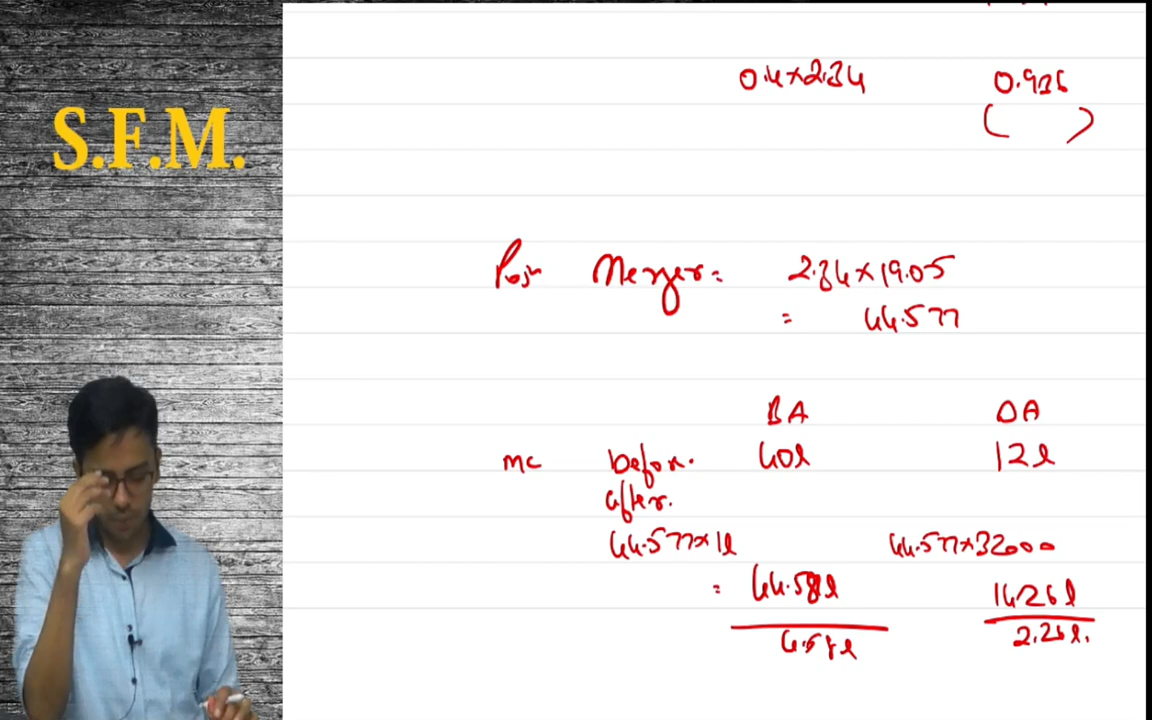 S.F.M.
0.4×2.34 0.936
( )
Post Merger = 2.34×19.05
= 44.577
BA DA
MC before. 40l 12l
after.
44.577×1l 44.577×32000
= 44.58l 14.26l
4.58l 2.26l.